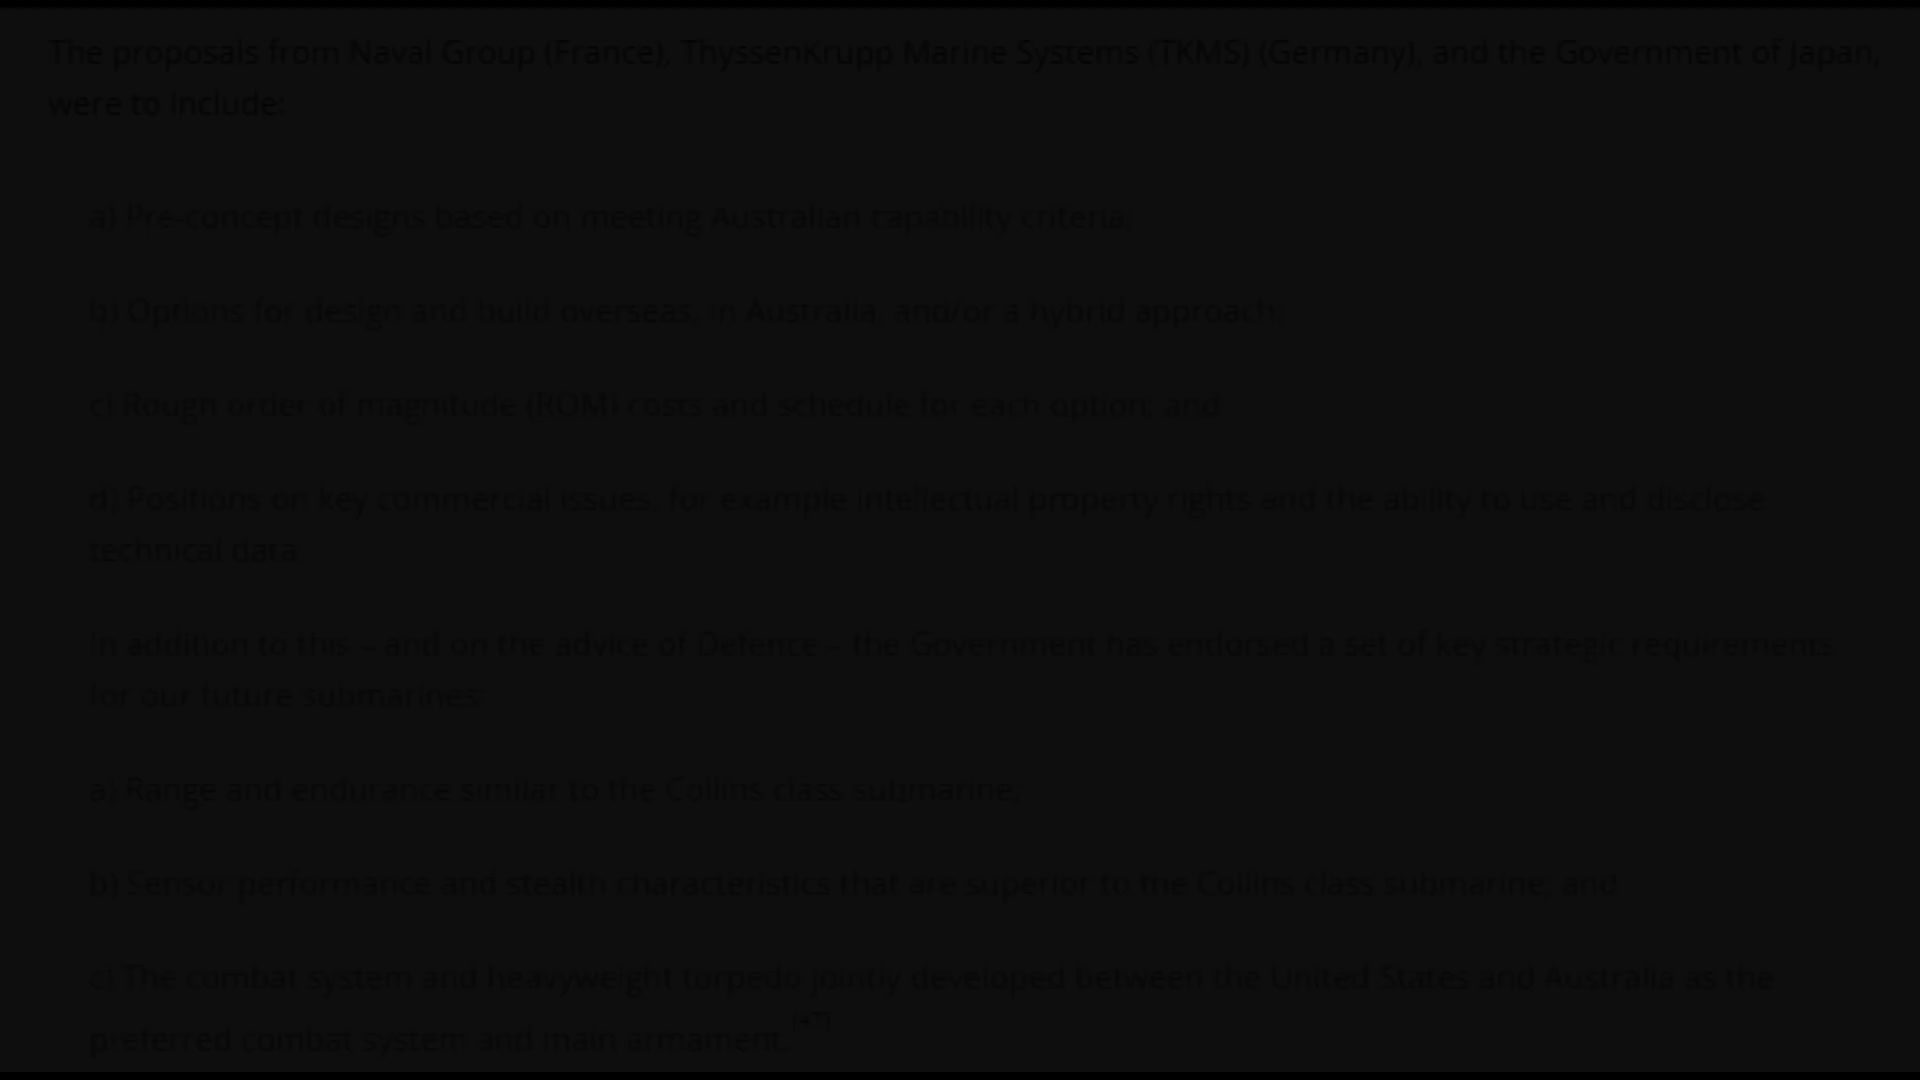 The proposals from Naval Group (France), ThyssenKrupp Marine Systems (TKMS) (Germany), and the Government of Japan,
were to include:
a) Pre-concept designs based on meeting Australian capability criteria;
b) Options for design and build overseas, in Australia, and/or a hybrid approach;
c) Rough order of magnitude (ROM) costs and schedule for each option; and
d) Positions on key commercial issues, for example intellectual property rights and the ability to use and disclose
technical data.
In addition to this – and on the advice of Defence – the Government has endorsed a set of key strategic requirements
for our future submarines:
a) Range and endurance similar to the Collins class submarine;
b) Sensor performance and stealth characteristics that are superior to the Collins class submarine; and
c) The combat system and heavyweight torpedo jointly developed between the United States and Australia as the
preferred combat system and main armament.[47]